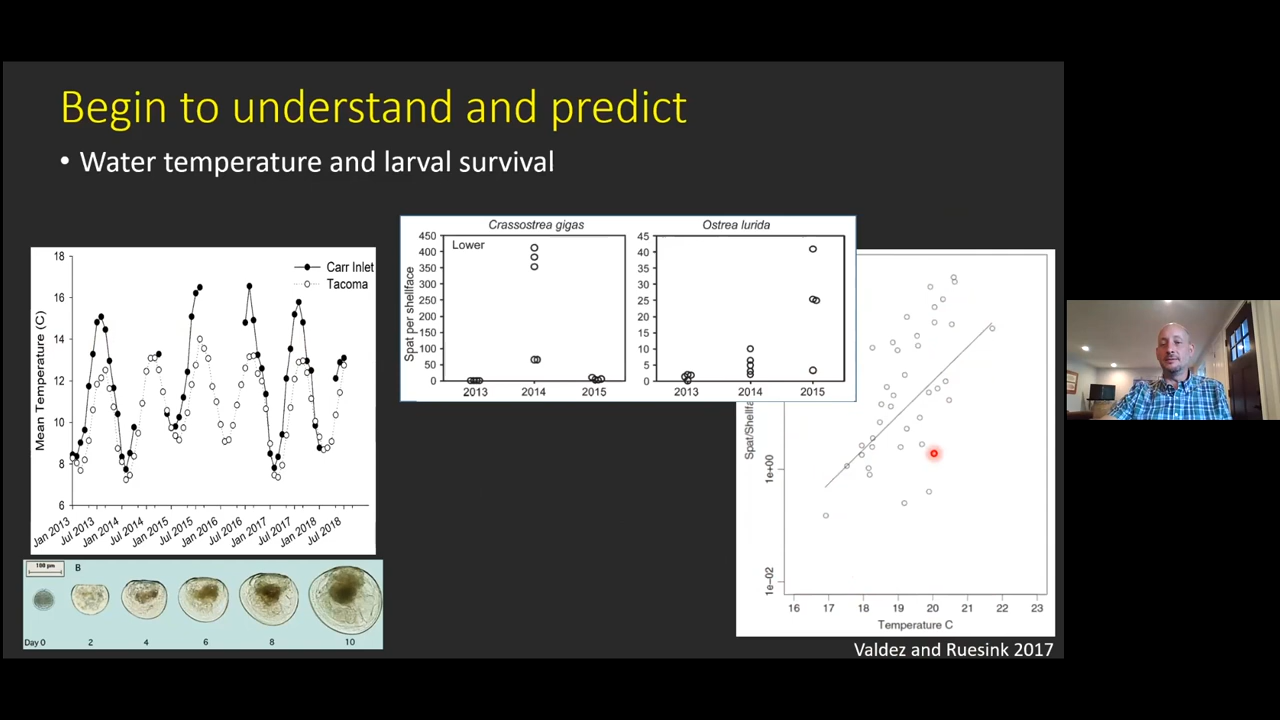 Begin to understand and predict
• Water temperature and larval survival
18
16
14
12
10
8
6
Mean Temperature (C)
Carr Inlet
Tacoma
Jan 2013
Jul 2013
Jan 2014
Jul 2014
Jan 2015
Jul 2015
Jan 2016
Jul 2016
Jan 2017
Jul 2017
Jan 2018
Jul 2018
Crassostrea gigas
Ostrea lurida
Lower
Spat per shellface
450
400
350
300
250
200
150
100
50
0
2013
2014
2015
45
40
35
30
25
20
15
10
5
0
2013
2014
2015
Spat/Shellfa
1e+00
1e-02
16
17
18
19
20
21
22
23
Temperature C
100 µm
B
Day 0
2
4
6
8
10
Valdez and Ruesink 2017